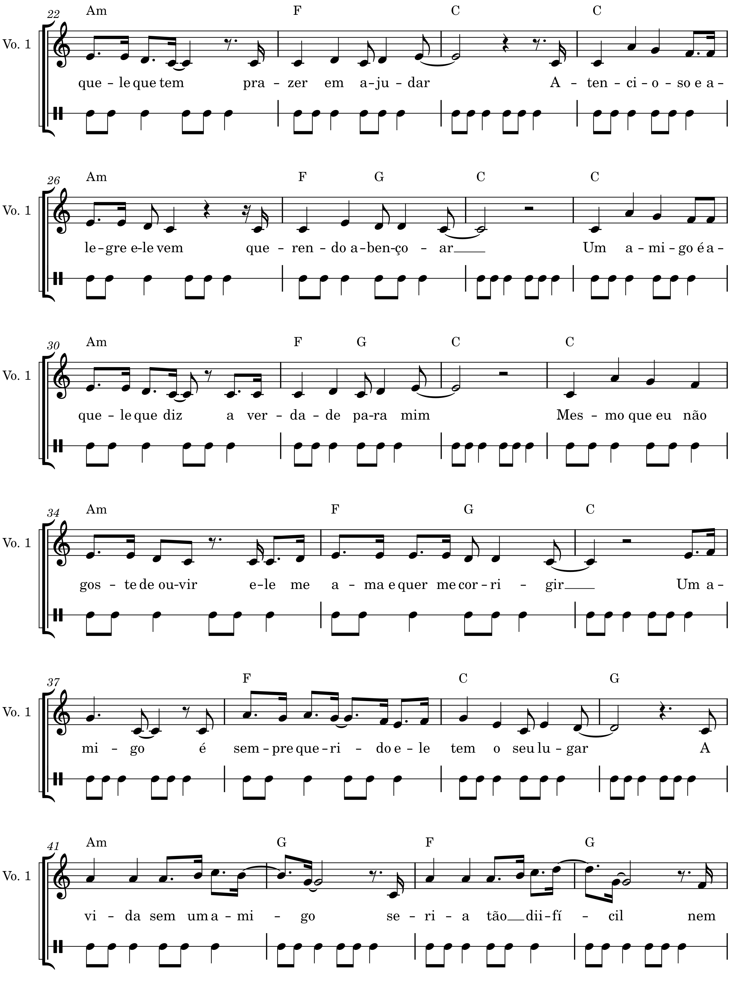 22 Am F C C
Vo. 1
que - le que tem pra - zer em a - ju - dar A - ten - ci - o - so e a -
26 Am F G C C
Vo. 1
le - gre e - le vem que - ren - do a - ben - ço - ar Um a - mi - go é a -
30 Am F G C C
Vo. 1
que - le que diz a ver - da - de pa - ra mim Mes - mo que eu não
34 Am F G C
Vo. 1
gos - te de ou - vir e - le me a - ma e quer me cor - ri - gir Um a -
37 F C G
Vo. 1
mi - go é sem - pre que - ri - do e - le tem o seu lu - gar A
41 Am G F G
Vo. 1
vi - da sem um a - mi - go se - ri - a tão dii - fí - cil nem